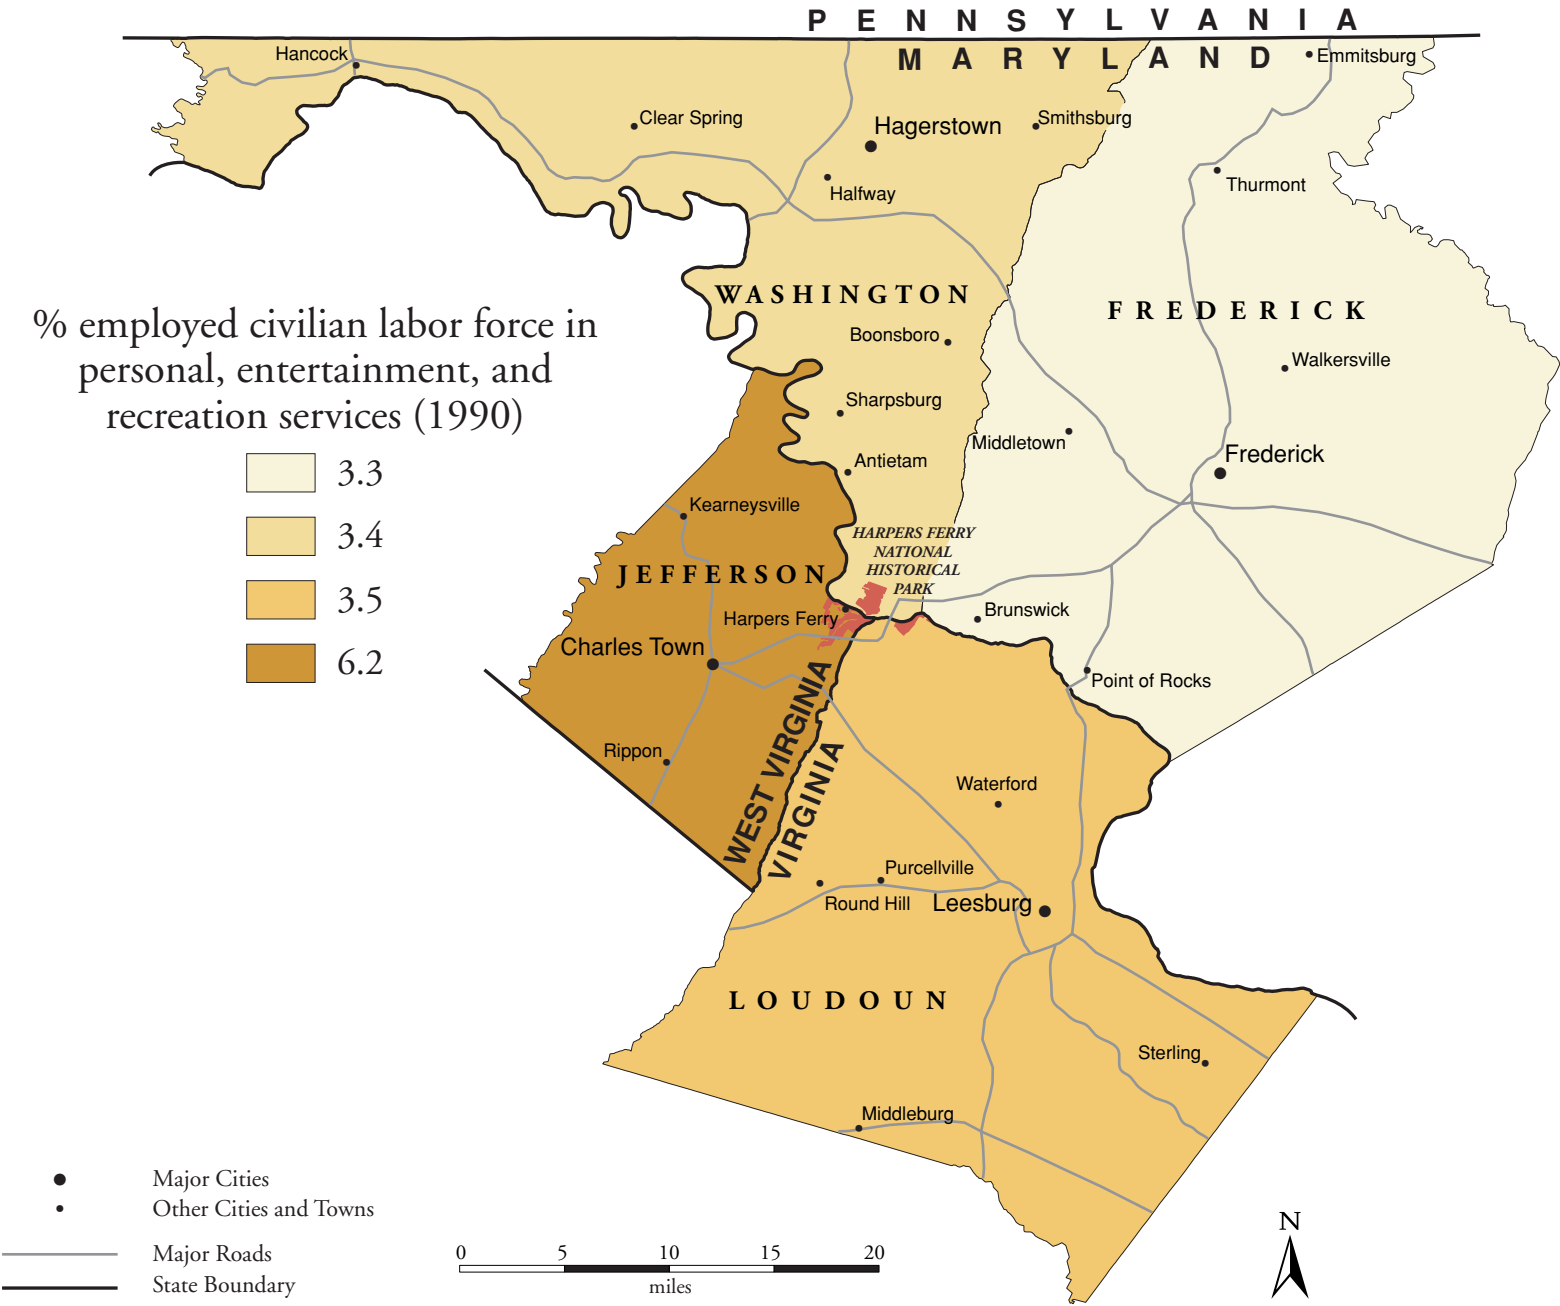 PENNSYLVANIA
MARYLAND
Hancock
Emmitsburg
Clear Spring
Hagerstown
Smithsburg
Halfway
Thurmont
WASHINGTON
FREDERICK
Boonsboro
Walkersville
% employed civilian labor force in
personal, entertainment, and
recreation services (1990)
3.3
3.4
3.5
6.2
Sharpsburg
Middletown
Antietam
Frederick
Kearneysville
HARPERS FERRY
NATIONAL
HISTORICAL
PARK
JEFFERSON
Harpers Ferry
Brunswick
Charles Town
Point of Rocks
WEST VIRGINIA
VIRGINIA
Rippon
Waterford
Purcellville
Round Hill
Leesburg
LOUDOUN
Sterling
Middleburg
Major Cities
Other Cities and Towns
Major Roads
State Boundary
0 5 10 15 20
miles
N